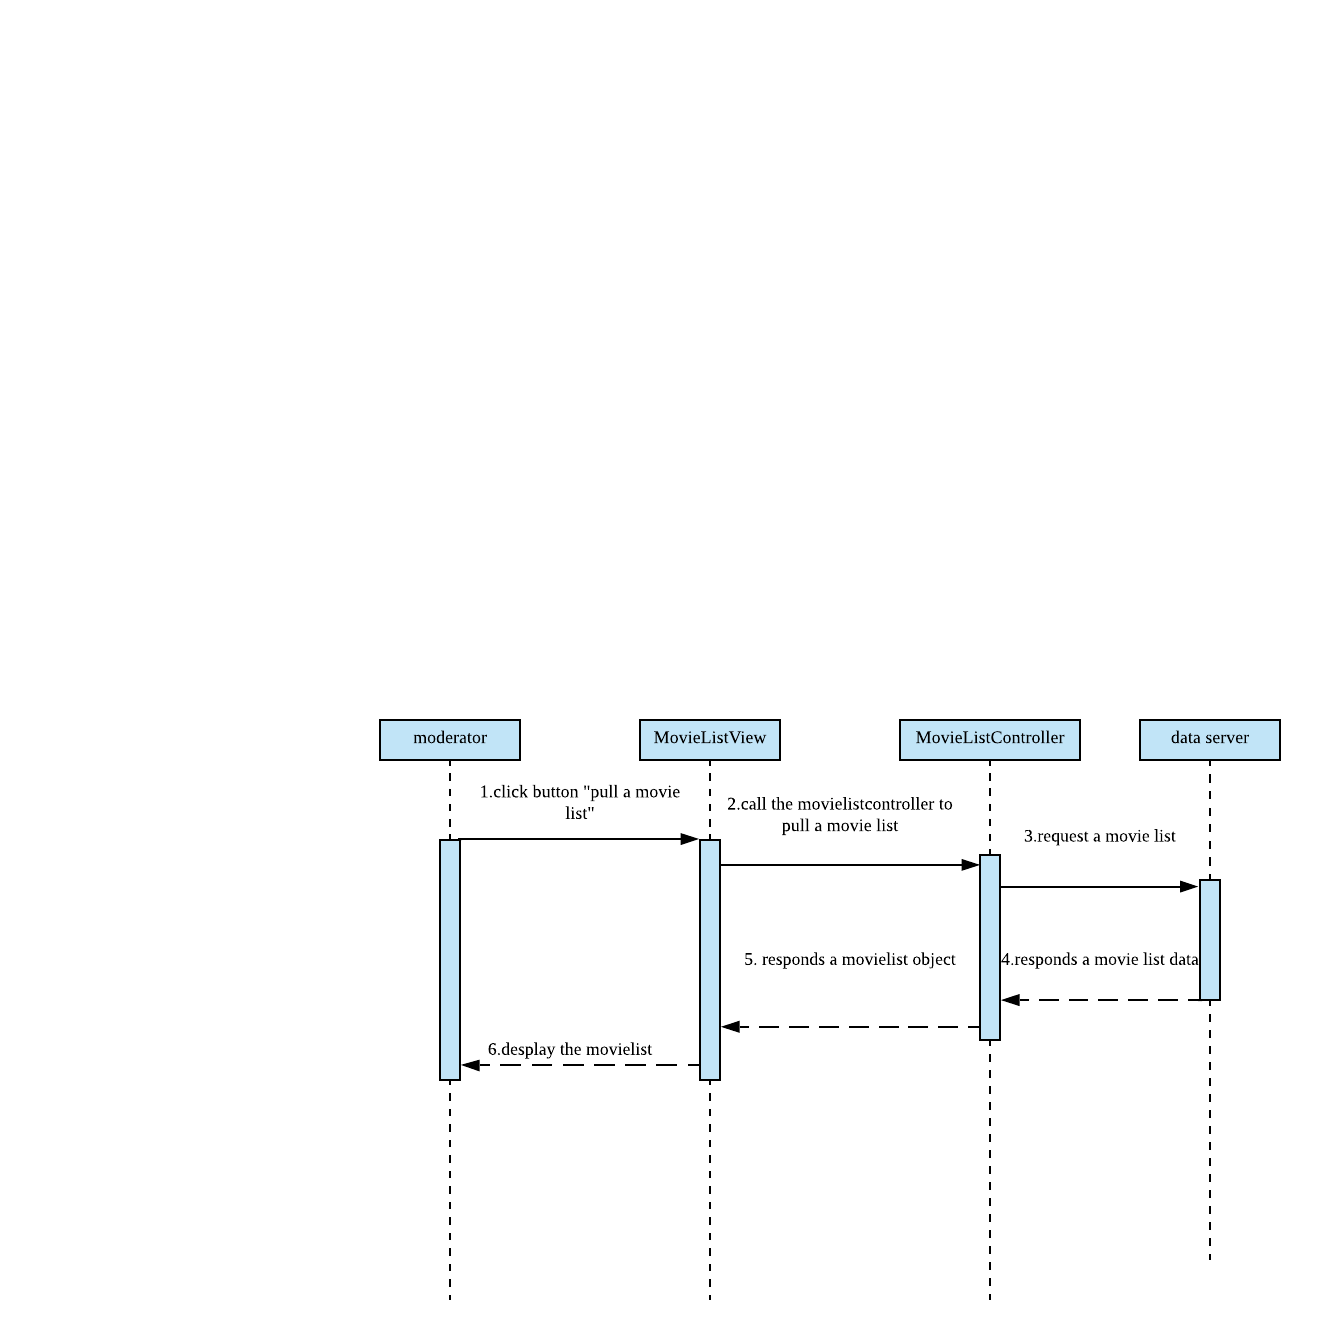 moderator
MovieListView
MovieListController
data server
1.click button "pull a movie
list"
2.call the movielistcontroller to
pull a movie list
3.request a movie list
5. responds a movielist object
4.responds a movie list data
6.desplay the movielist